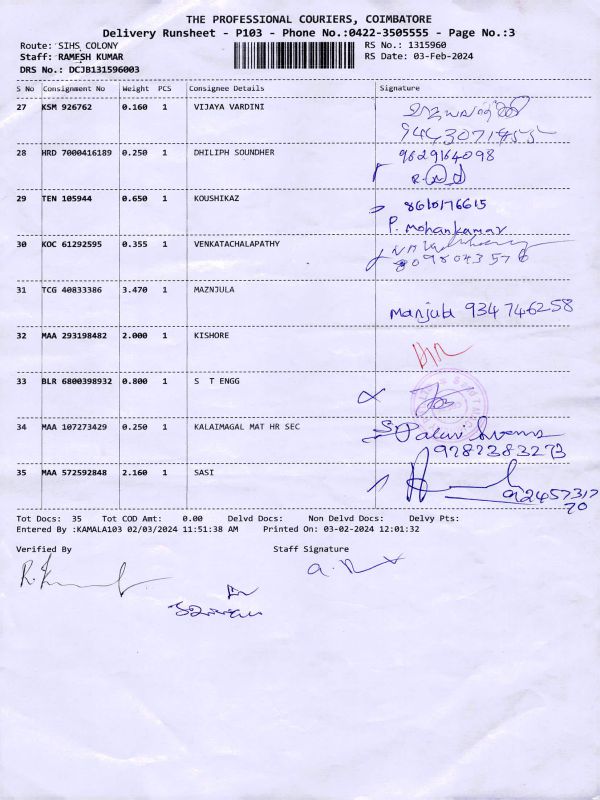 THE PROFESSIONAL COURIERS, COIMBATORE
Delivery Runsheet - P103 - Phone No.:0422-3505555 - Page No.:3
Route: SIHS COLONY RS No.: 1315960
Staff: RAMESH KUMAR RS Date: 03-Feb-2024
DRS No.: DCJB131596003
S No Consignment No Weight PCS Consignee Details Signature
27 KSM 926762 0.160 1 VIJAYA VARDINI
28 HRD 7000416189 0.250 1 DHILIPH SOUNDHER 9629164098
29 TEN 105944 0.650 1 KOUSHIKAZ 8610176615
P. Mohankumar
30 KOC 61292595 0.355 1 VENKATACHALAPATHY
8098043576
31 TCG 40833386 3.470 1 MAZNJULA
Manjula 934 746258
32 MAA 293198482 2.000 1 KISHORE
33 BLR 6800398932 0.800 1 S T ENGG
34 MAA 107273429 0.250 1 KALAIMAGAL MAT HR SEC
9787383273
35 MAA 572592848 2.160 1 SASI
Tot Docs: 35 Tot COD Amt: 0.00 Delvd Docs: Non Delvd Docs: Delvy Pts:
Entered By :KAMALA103 02/03/2024 11:51:38 AM Printed On: 03-02-2024 12:01:32
Verified By Staff Signature